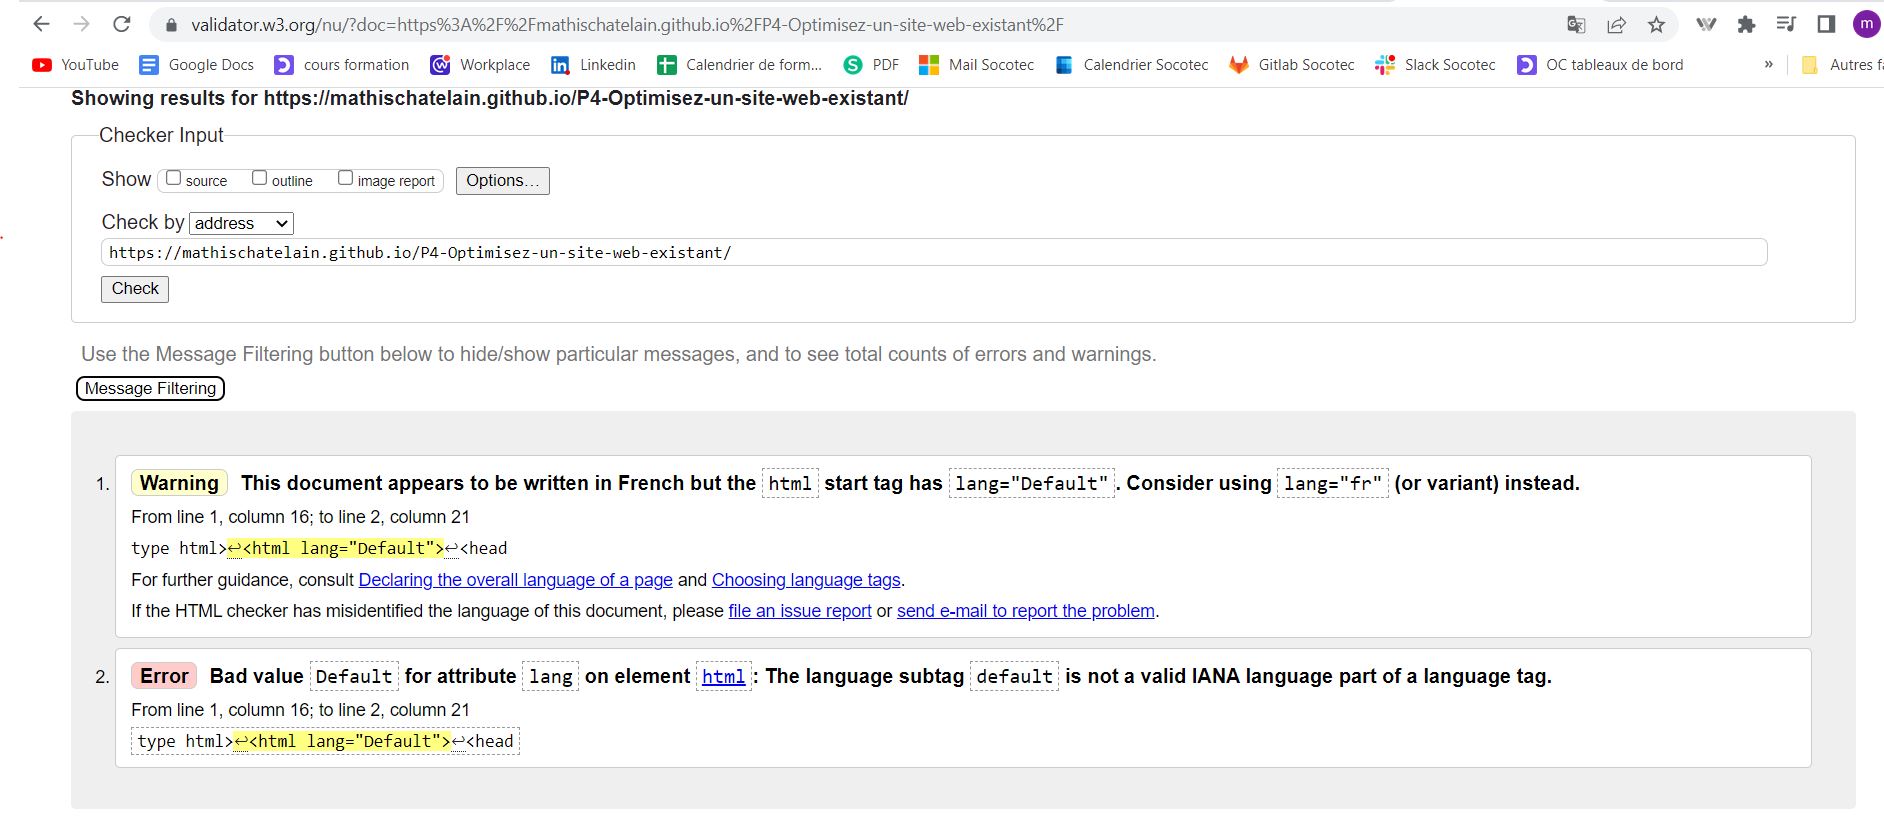 validator.w3.org/nu/?doc=https%3A%2F%2Fmathischatelain.github.io%2FP4-Optimisez-un-site-web-existant%2F
m
YouTube Google Docs cours formation Workplace Linkedin Calendrier de form... PDF Mail Socotec Calendrier Socotec Gitlab Socotec Slack Socotec OC tableaux de bord » Autres fa
Showing results for https://mathischatelain.github.io/P4-Optimisez-un-site-web-existant/
Checker Input
Show source outline image report Options…
Check by address
https://mathischatelain.github.io/P4-Optimisez-un-site-web-existant/
Check
Use the Message Filtering button below to hide/show particular messages, and to see total counts of errors and warnings.
Message Filtering
1. Warning This document appears to be written in French but the html start tag has lang="Default". Consider using lang="fr" (or variant) instead.
From line 1, column 16; to line 2, column 21
type html>↩<html lang="Default">↩<head
For further guidance, consult Declaring the overall language of a page and Choosing language tags.
If the HTML checker has misidentified the language of this document, please file an issue report or send e-mail to report the problem.
2. Error Bad value Default for attribute lang on element html: The language subtag default is not a valid IANA language part of a language tag.
From line 1, column 16; to line 2, column 21
type html>↩<html lang="Default">↩<head